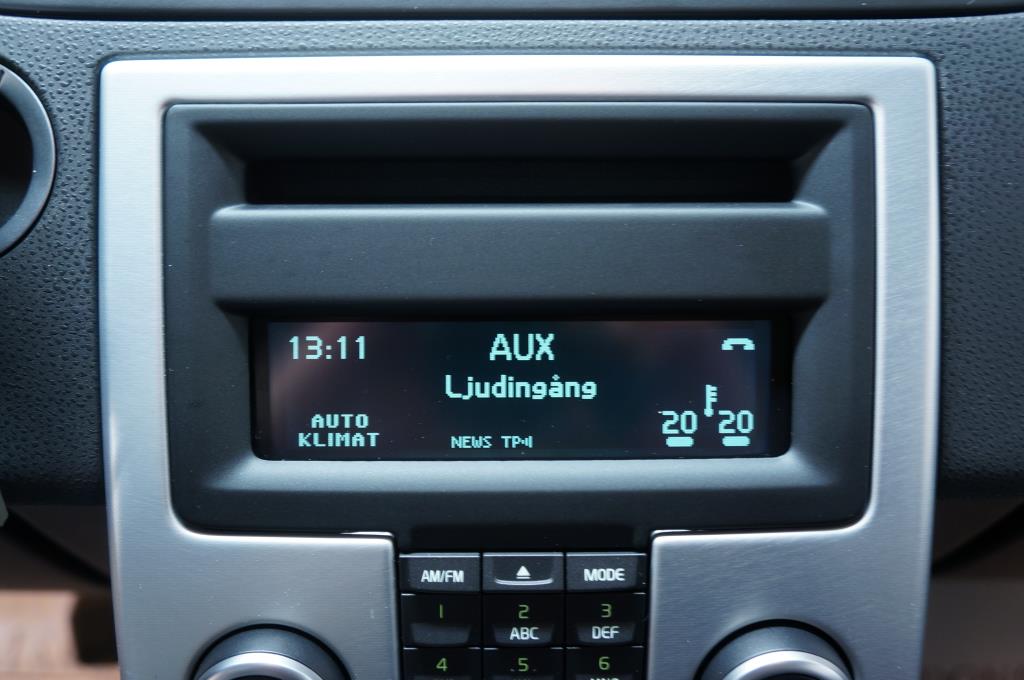 13:11 AUX
Ljudingång
20 20
AUTO
KLIMAT NEWS TP
AM/FM MODE
1 2 3
ABC DEF
4 5 6